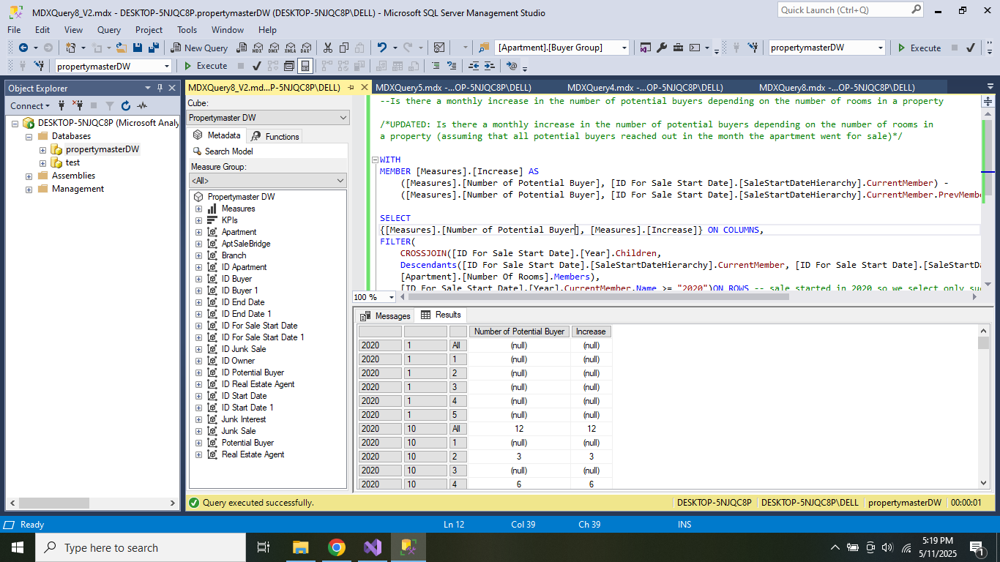 MDXQuery8_V2.mdx - DESKTOP-5NJQC8P.propertymasterDW (DESKTOP-5NJQC8P\DELL) - Microsoft SQL Server Management Studio
Quick Launch (Ctrl+Q)
File Edit View Query Project Tools Window Help
New Query
MDX DMX XMLA DAX
[Apartment].[Buyer Group]
propertymasterDW
Execute
propertymasterDW
Execute
Object Explorer
Connect
DESKTOP-5NJQC8P (Microsoft Analy
Databases
propertymasterDW
test
Assemblies
Management
MDXQuery8_V2.md...P-5NJQC8P\DELL)
MDXQuery5.mdx -...OP-5NJQC8P\DELL)
MDXQuery4.mdx -...OP-5NJQC8P\DELL)
MDXQuery8.mdx -...OP-5NJQC8P\DELL)
Cube:
Propertymaster DW
Metadata
Functions
Search Model
Measure Group:
<All>
Propertymaster DW
Measures
KPIs
Apartment
AptSaleBridge
Branch
ID Apartment
ID Buyer
ID Buyer 1
ID End Date
ID End Date 1
ID For Sale Start Date
ID For Sale Start Date 1
ID Junk Sale
ID Owner
ID Potential Buyer
ID Real Estate Agent
ID Start Date
ID Start Date 1
Junk Interest
Junk Sale
Potential Buyer
Real Estate Agent
--Is there a monthly increase in the number of potential buyers depending on the number of rooms in a property
/*UPDATED: Is there a monthly increase in the number of potential buyers depending on the number of rooms in
a property (assuming that all potential buyers reached out in the month the apartment went for sale)*/
WITH
MEMBER [Measures].[Increase] AS
([Measures].[Number of Potential Buyer], [ID For Sale Start Date].[SaleStartDateHierarchy].CurrentMember) -
([Measures].[Number of Potential Buyer], [ID For Sale Start Date].[SaleStartDateHierarchy].CurrentMember.PrevMembe
SELECT
{[Measures].[Number of Potential Buyer], [Measures].[Increase]} ON COLUMNS,
FILTER(
CROSSJOIN([ID For Sale Start Date].[Year].Children,
Descendants([ID For Sale Start Date].[SaleStartDateHierarchy].CurrentMember, [ID For Sale Start Date].[SaleStartDa
[Apartment].[Number Of Rooms].Members),
[ID For Sale Start Date].[Year].CurrentMember.Name >= "2020")ON ROWS -- sale started in 2020 so we select only su
100 %
Messages
Results
Number of Potential Buyer Increase
2020 1 All (null) (null)
2020 1 1 (null) (null)
2020 1 2 (null) (null)
2020 1 3 (null) (null)
2020 1 4 (null) (null)
2020 1 5 (null) (null)
2020 10 All 12 12
2020 10 1 (null) (null)
2020 10 2 3 3
2020 10 3 (null) (null)
2020 10 4 6 6
Query executed successfully.
DESKTOP-5NJQC8P
DESKTOP-5NJQC8P\DELL
propertymasterDW
00:00:01
Ready
Ln 12
Col 39
Ch 39
INS
Type here to search
5:19 PM
5/11/2025
1